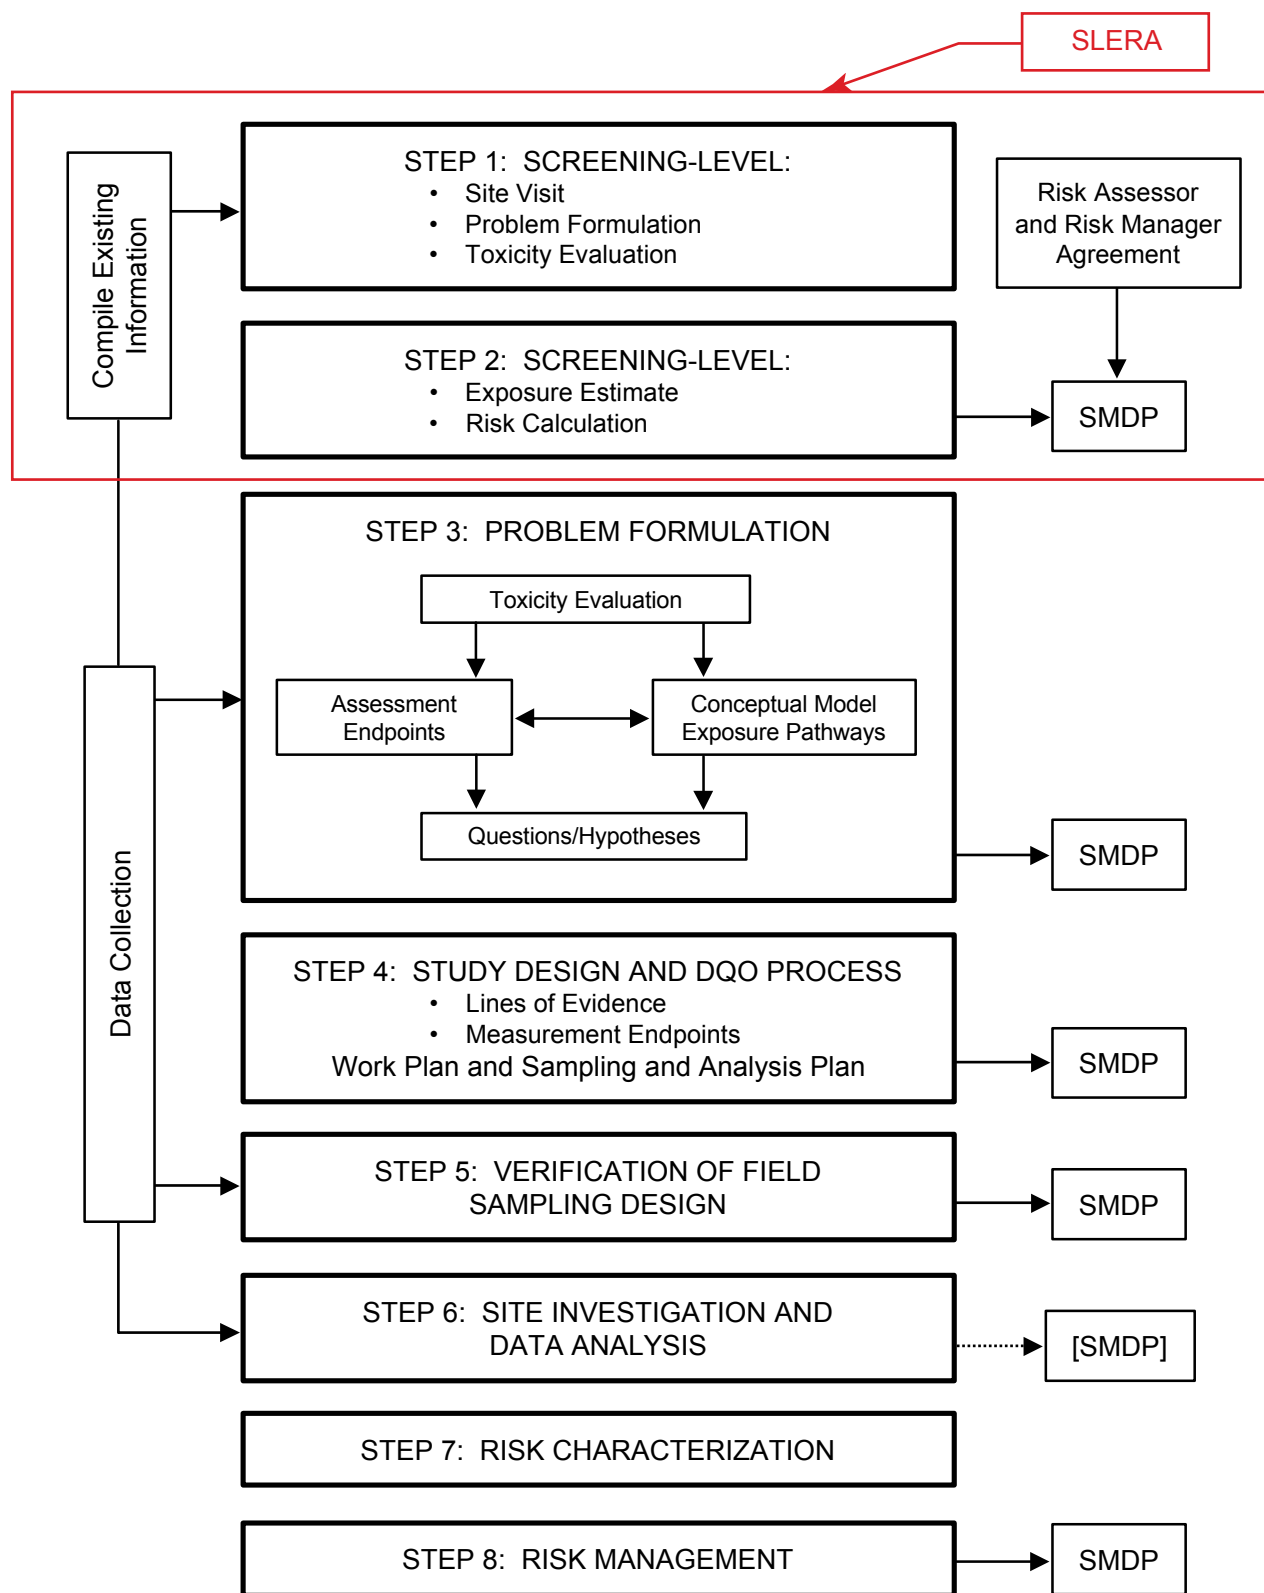 SLERA
Compile Existing
Information
STEP 1: SCREENING-LEVEL:
• Site Visit
• Problem Formulation
• Toxicity Evaluation
Risk Assessor
and Risk Manager
Agreement
STEP 2: SCREENING-LEVEL:
• Exposure Estimate
• Risk Calculation
SMDP
STEP 3: PROBLEM FORMULATION
Toxicity Evaluation
Assessment
Endpoints
Conceptual Model
Exposure Pathways
Questions/Hypotheses
SMDP
Data Collection
STEP 4: STUDY DESIGN AND DQO PROCESS
• Lines of Evidence
• Measurement Endpoints
Work Plan and Sampling and Analysis Plan
SMDP
STEP 5: VERIFICATION OF FIELD
SAMPLING DESIGN
SMDP
STEP 6: SITE INVESTIGATION AND
DATA ANALYSIS
[SMDP]
STEP 7: RISK CHARACTERIZATION
STEP 8: RISK MANAGEMENT
SMDP